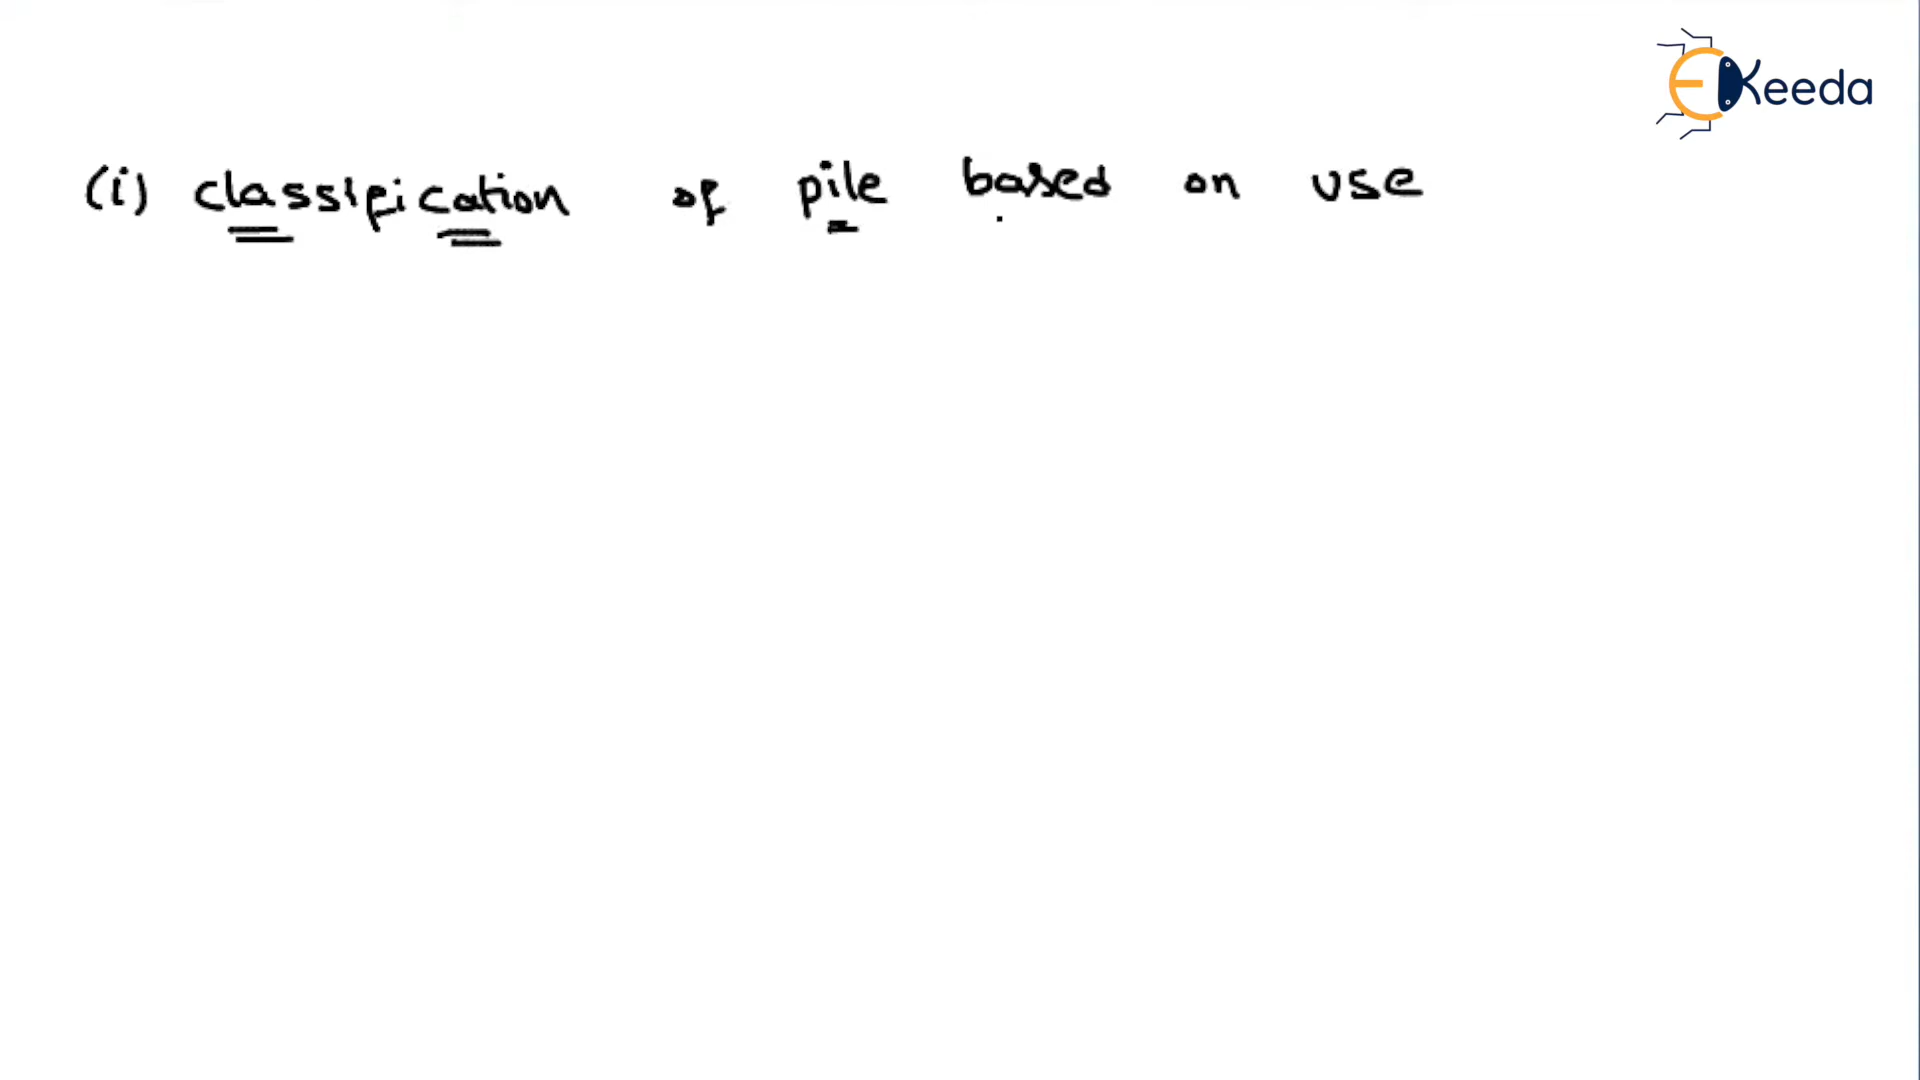 EKeeda
(i) classification of pile based on use